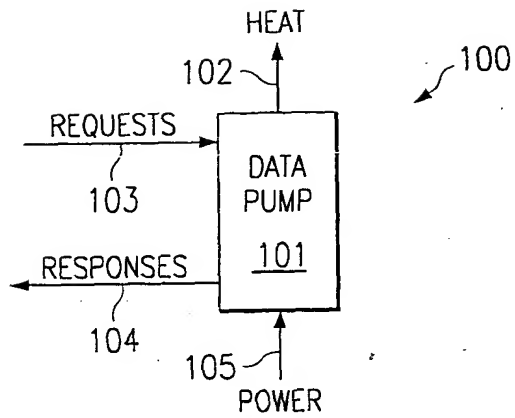 HEAT
102
100
REQUESTS
103
DATA
PUMP
101
RESPONSES
104
105
POWER